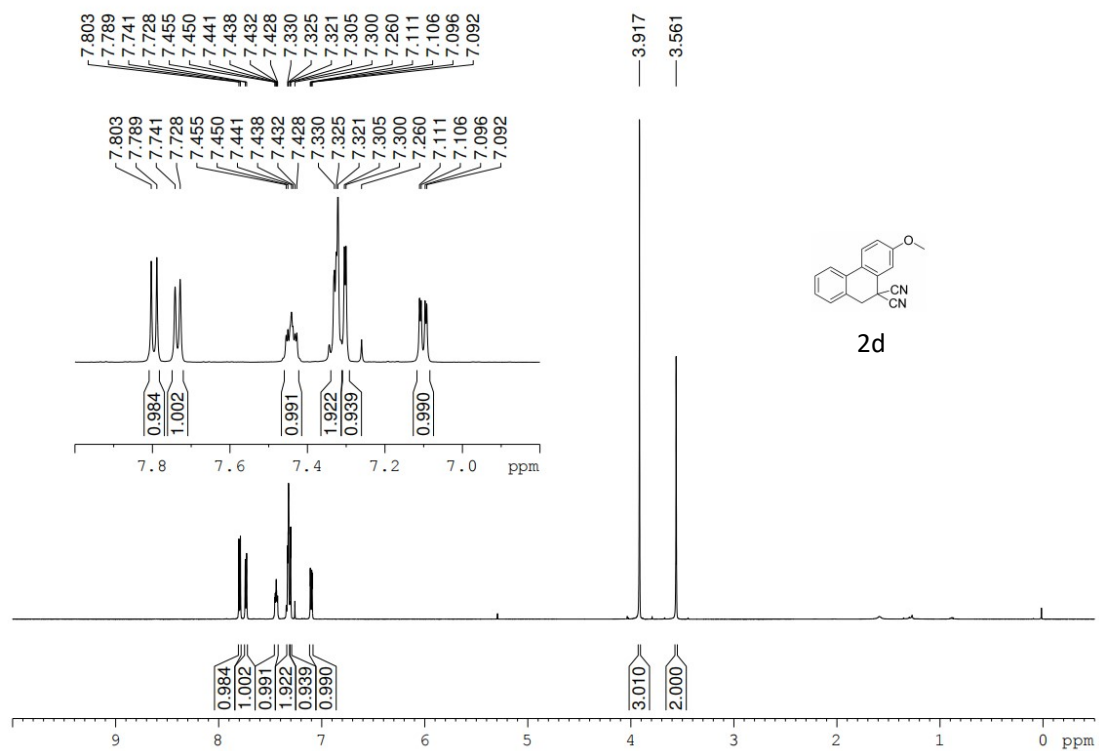 7.803 7.789 7.741 7.728 7.455 7.450 7.441 7.438 7.432 7.428 7.330 7.325 7.321 7.305 7.300 7.260 7.111 7.106 7.096 7.092
3.917 3.561
7.803 7.789 7.741 7.728 7.455 7.450 7.441 7.438 7.432 7.428 7.330 7.325 7.321 7.305 7.300 7.260 7.111 7.106 7.096 7.092
O
CN
CN
2d
0.984 1.002 0.991 1.922 0.939 0.990
7.8 7.6 7.4 7.2 7.0 ppm
0.984 1.002 0.991 1.922 0.939 0.990 3.010 2.000
9 8 7 6 5 4 3 2 1 0 ppm